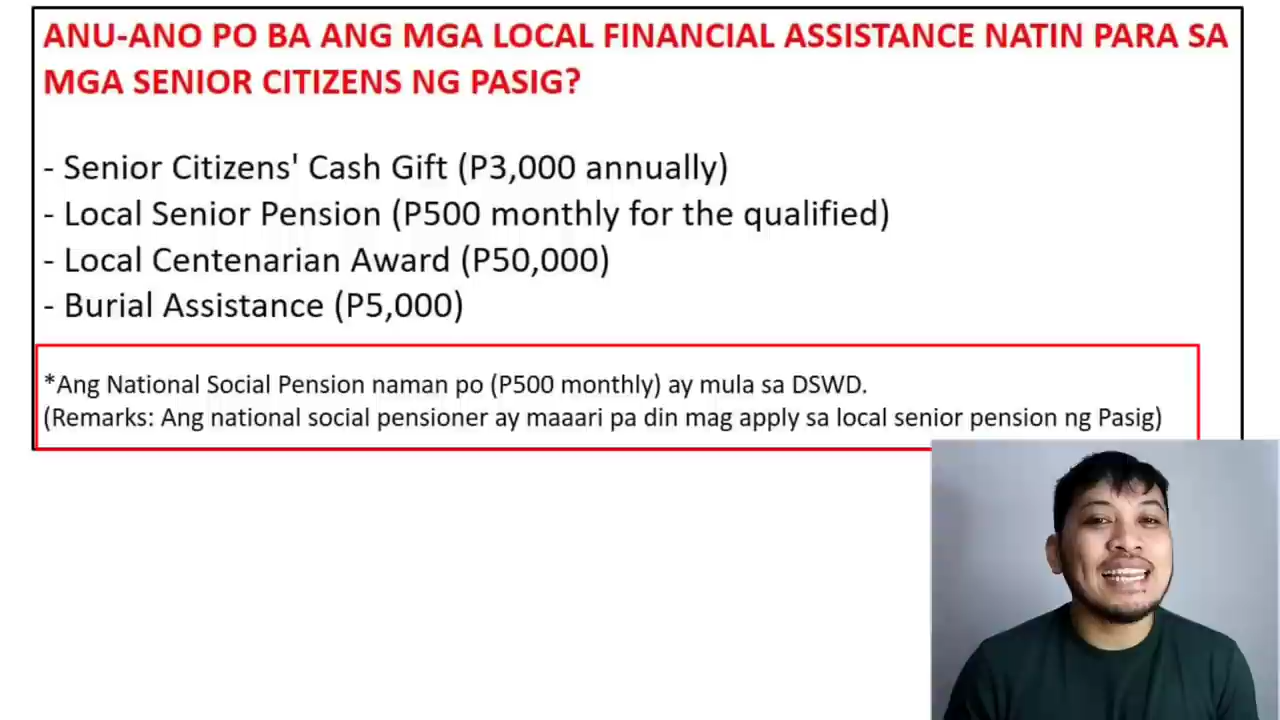 ANU-ANO PO BA ANG MGA LOCAL FINANCIAL ASSISTANCE NATIN PARA SA
MGA SENIOR CITIZENS NG PASIG?
- Senior Citizens' Cash Gift (P3,000 annually)
- Local Senior Pension (P500 monthly for the qualified)
- Local Centenarian Award (P50,000)
- Burial Assistance (P5,000)
*Ang National Social Pension naman po (P500 monthly) ay mula sa DSWD.
(Remarks: Ang national social pensioner ay maaari pa din mag apply sa local senior pension ng Pasig)